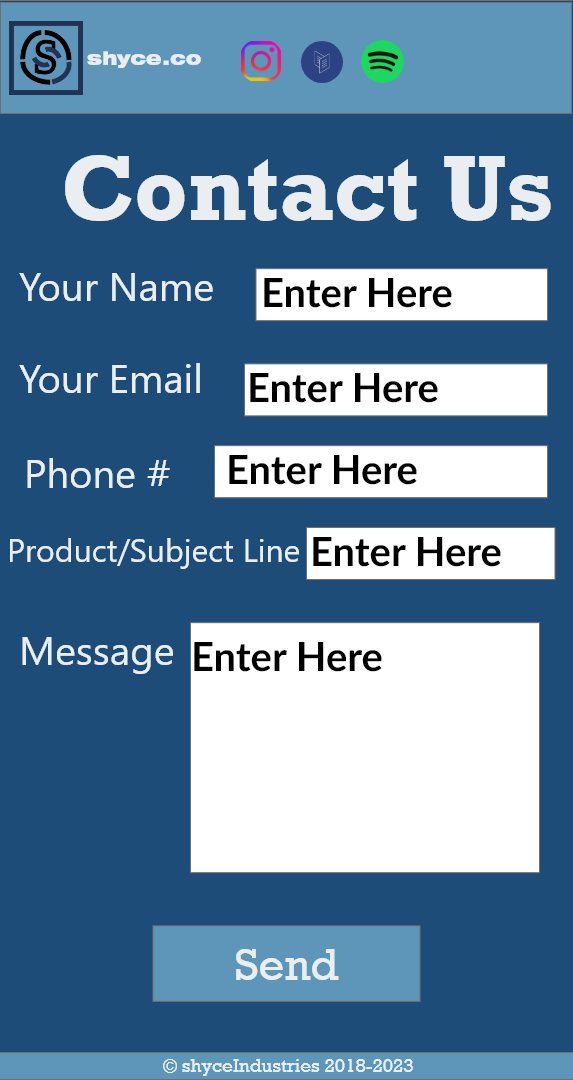 S shyce.co
Contact Us
Your Name Enter Here
Your Email Enter Here
Phone # Enter Here
Product/Subject Line Enter Here
Message Enter Here
Send
© shyceIndustries 2018-2023